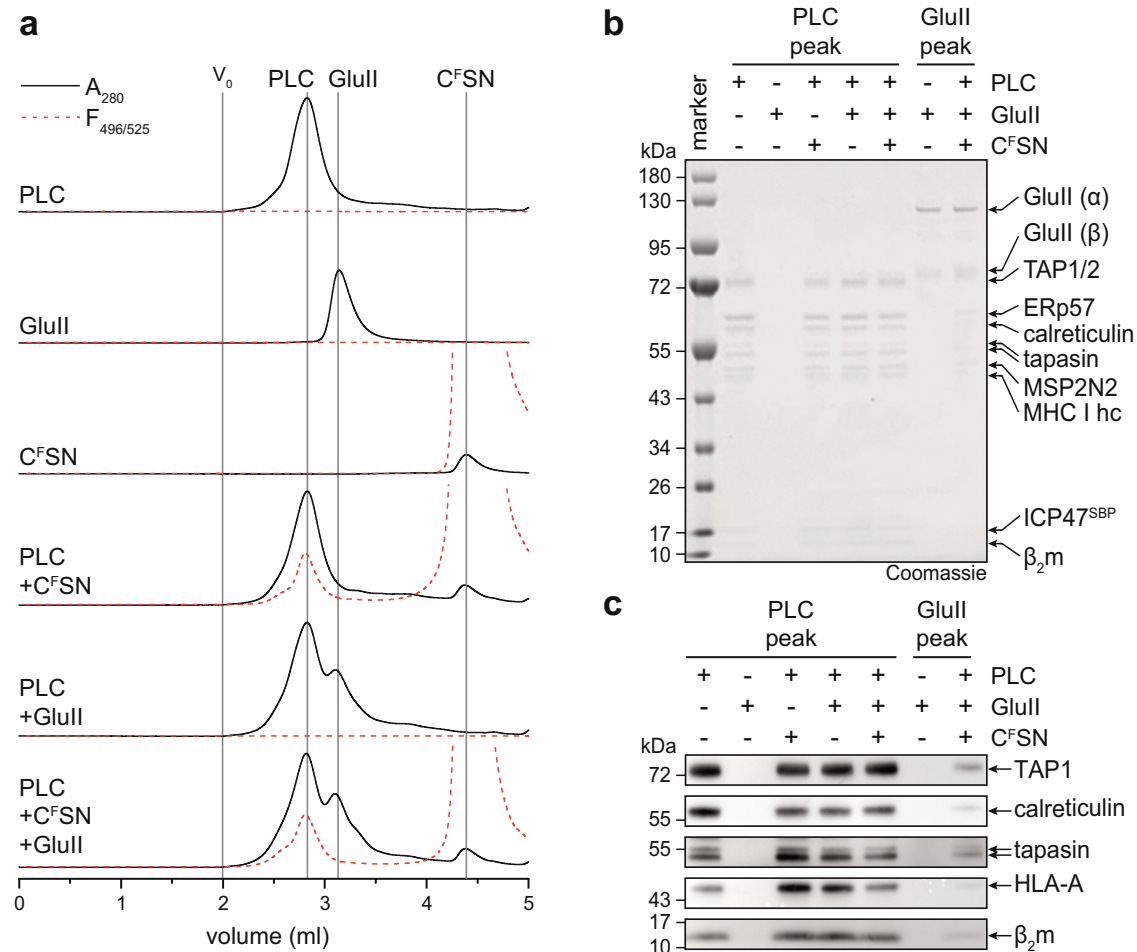 a
A280
F496/525
V0
PLC
GluII
CFSN
PLC
GluII
CFSN
PLC
+CFSN
PLC
+GluII
PLC
+CFSN
+GluII
0 1 2 3 4 5
volume (ml)
b
PLC
peak
GluII
peak
marker
+ - + + + - + PLC
- + - + + + + GluII
- - + - + - + CFSN
kDa
180
130
95
72
55
43
34
26
17
10
GluII (α)
GluII (β)
TAP1/2
ERp57
calreticulin
tapasin
MSP2N2
MHC I hc
ICP47SBP
β2m
Coomassie
c
PLC
peak
GluII
peak
+ - + + + - + PLC
- + - + + + + GluII
- - + - + - + CFSN
kDa
72
TAP1
55
calreticulin
55
tapasin
43
HLA-A
17
10
β2m